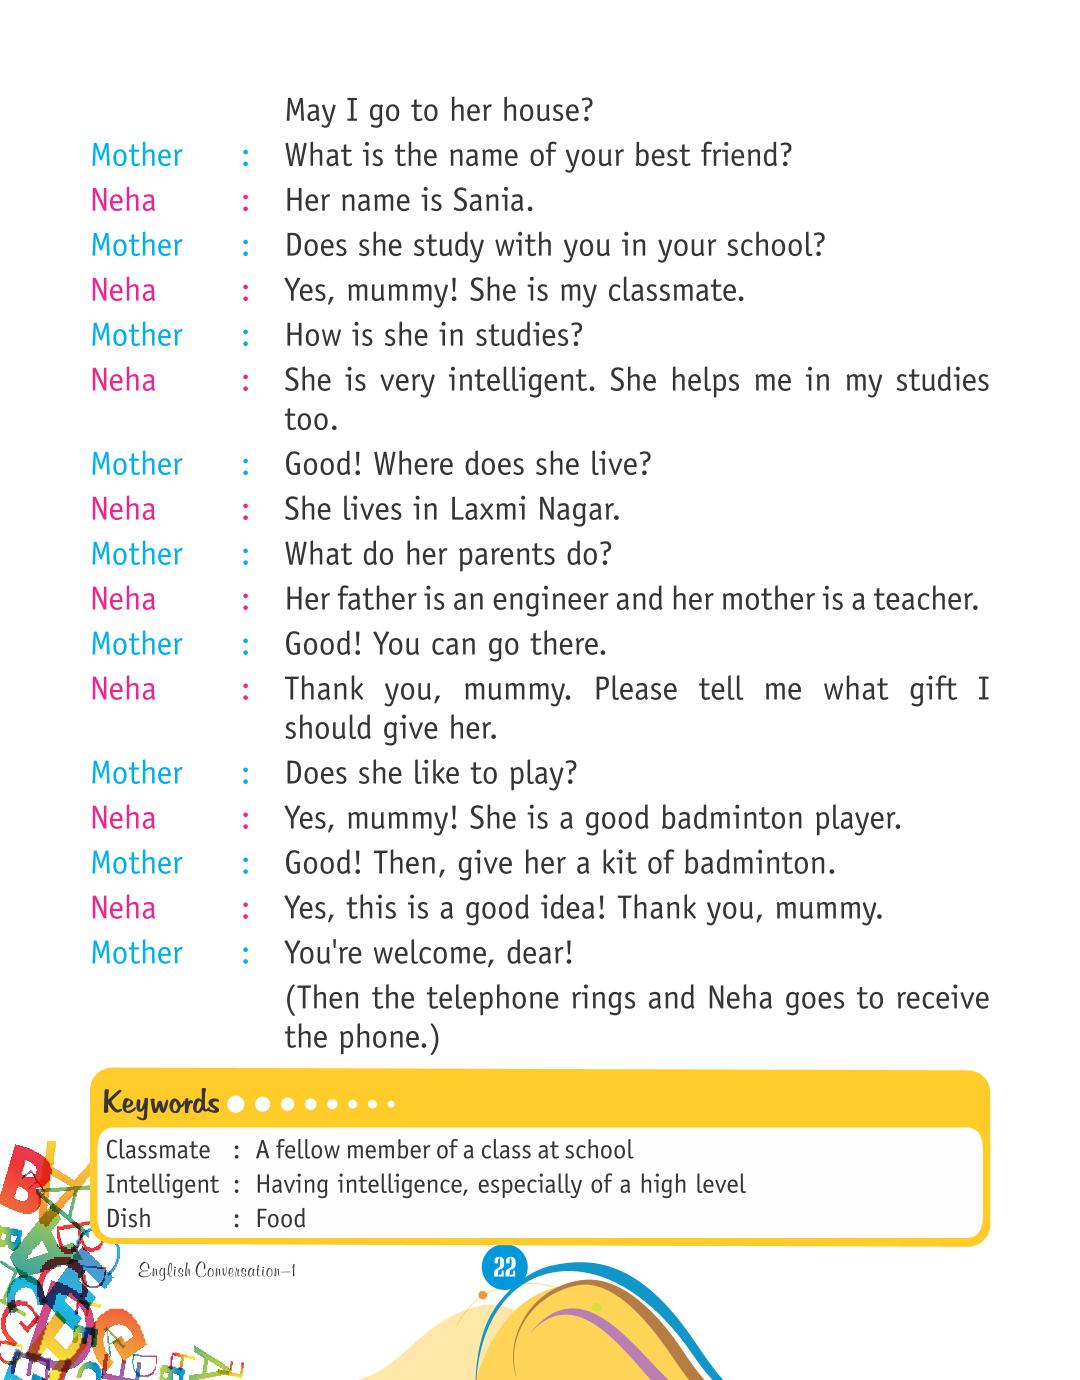 May I go to her house?
Mother : What is the name of your best friend?
Neha : Her name is Sania.
Mother : Does she study with you in your school?
Neha : Yes, mummy! She is my classmate.
Mother : How is she in studies?
Neha : She is very intelligent. She helps me in my studies
too.
Mother : Good! Where does she live?
Neha : She lives in Laxmi Nagar.
Mother : What do her parents do?
Neha : Her father is an engineer and her mother is a teacher.
Mother : Good! You can go there.
Neha : Thank you, mummy. Please tell me what gift I
should give her.
Mother : Does she like to play?
Neha : Yes, mummy! She is a good badminton player.
Mother : Good! Then, give her a kit of badminton.
Neha : Yes, this is a good idea! Thank you, mummy.
Mother : You're welcome, dear!
(Then the telephone rings and Neha goes to receive
the phone.)
Keywords
Classmate : A fellow member of a class at school
Intelligent : Having intelligence, especially of a high level
Dish : Food
English Conversation–1
22